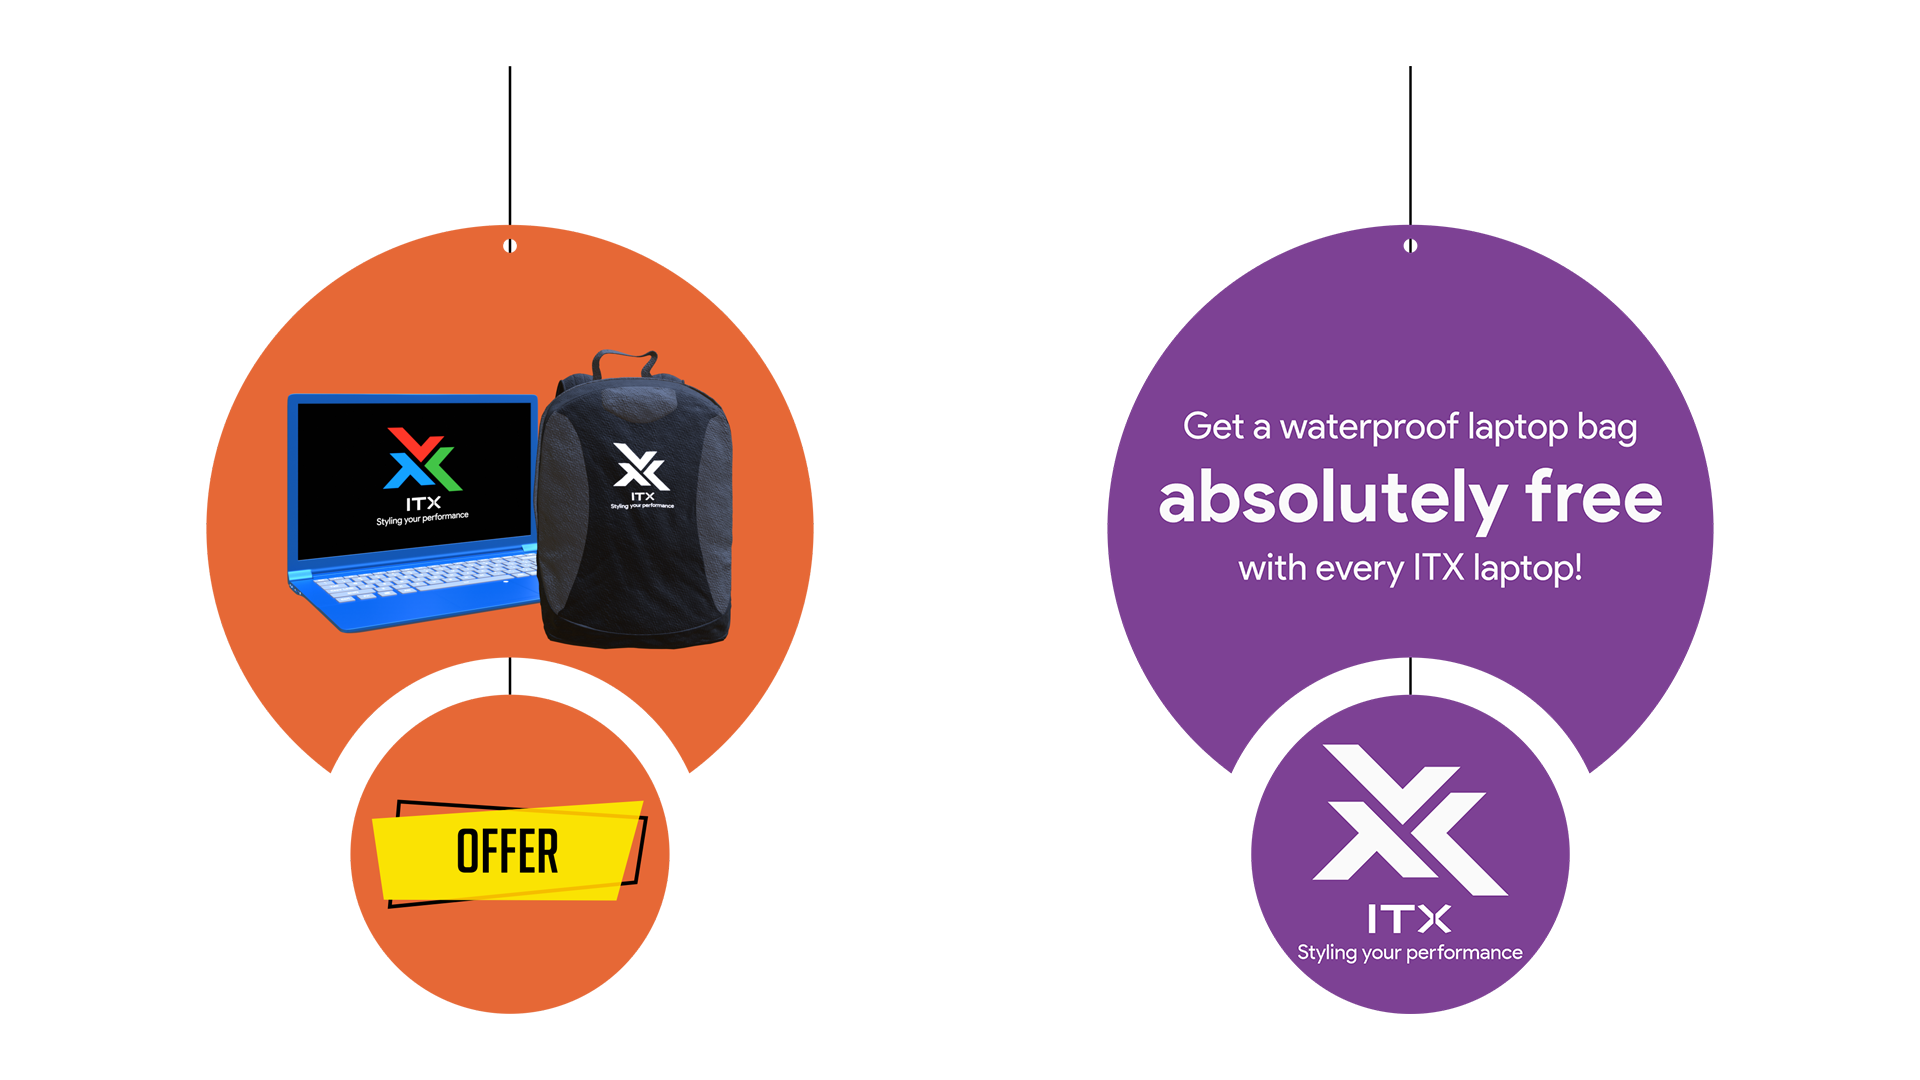 ITX
Styling your performance
ITX
Styling your performance
OFFER
Get a waterproof laptop bag
absolutely free
with every ITX laptop!
ITX
Styling your performance